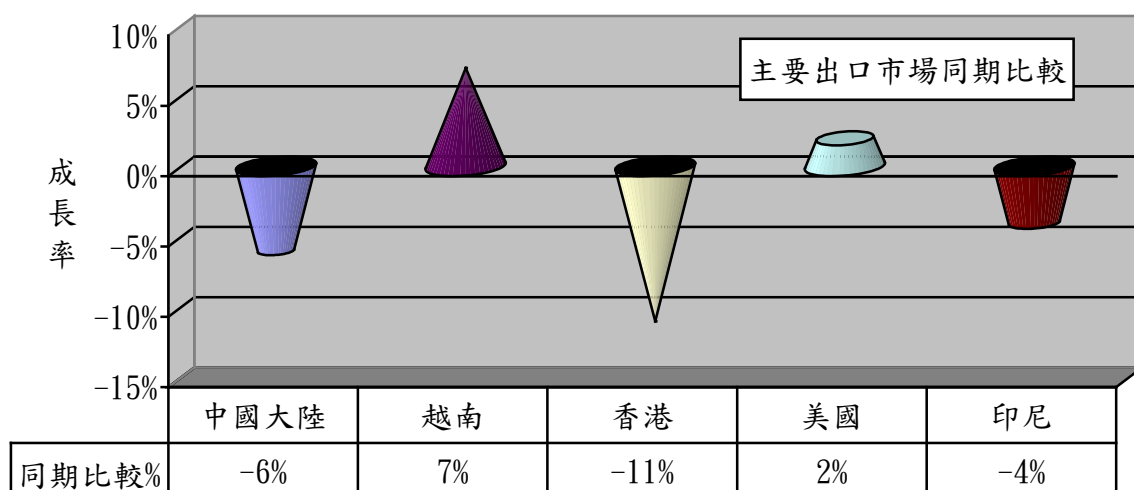 10%
主要出口市場同期比較
5%
0%
-5%
-10%
-15%
成長率
中國大陸 越南 香港 美國 印尼
同期比較% -6% 7% -11% 2% -4%